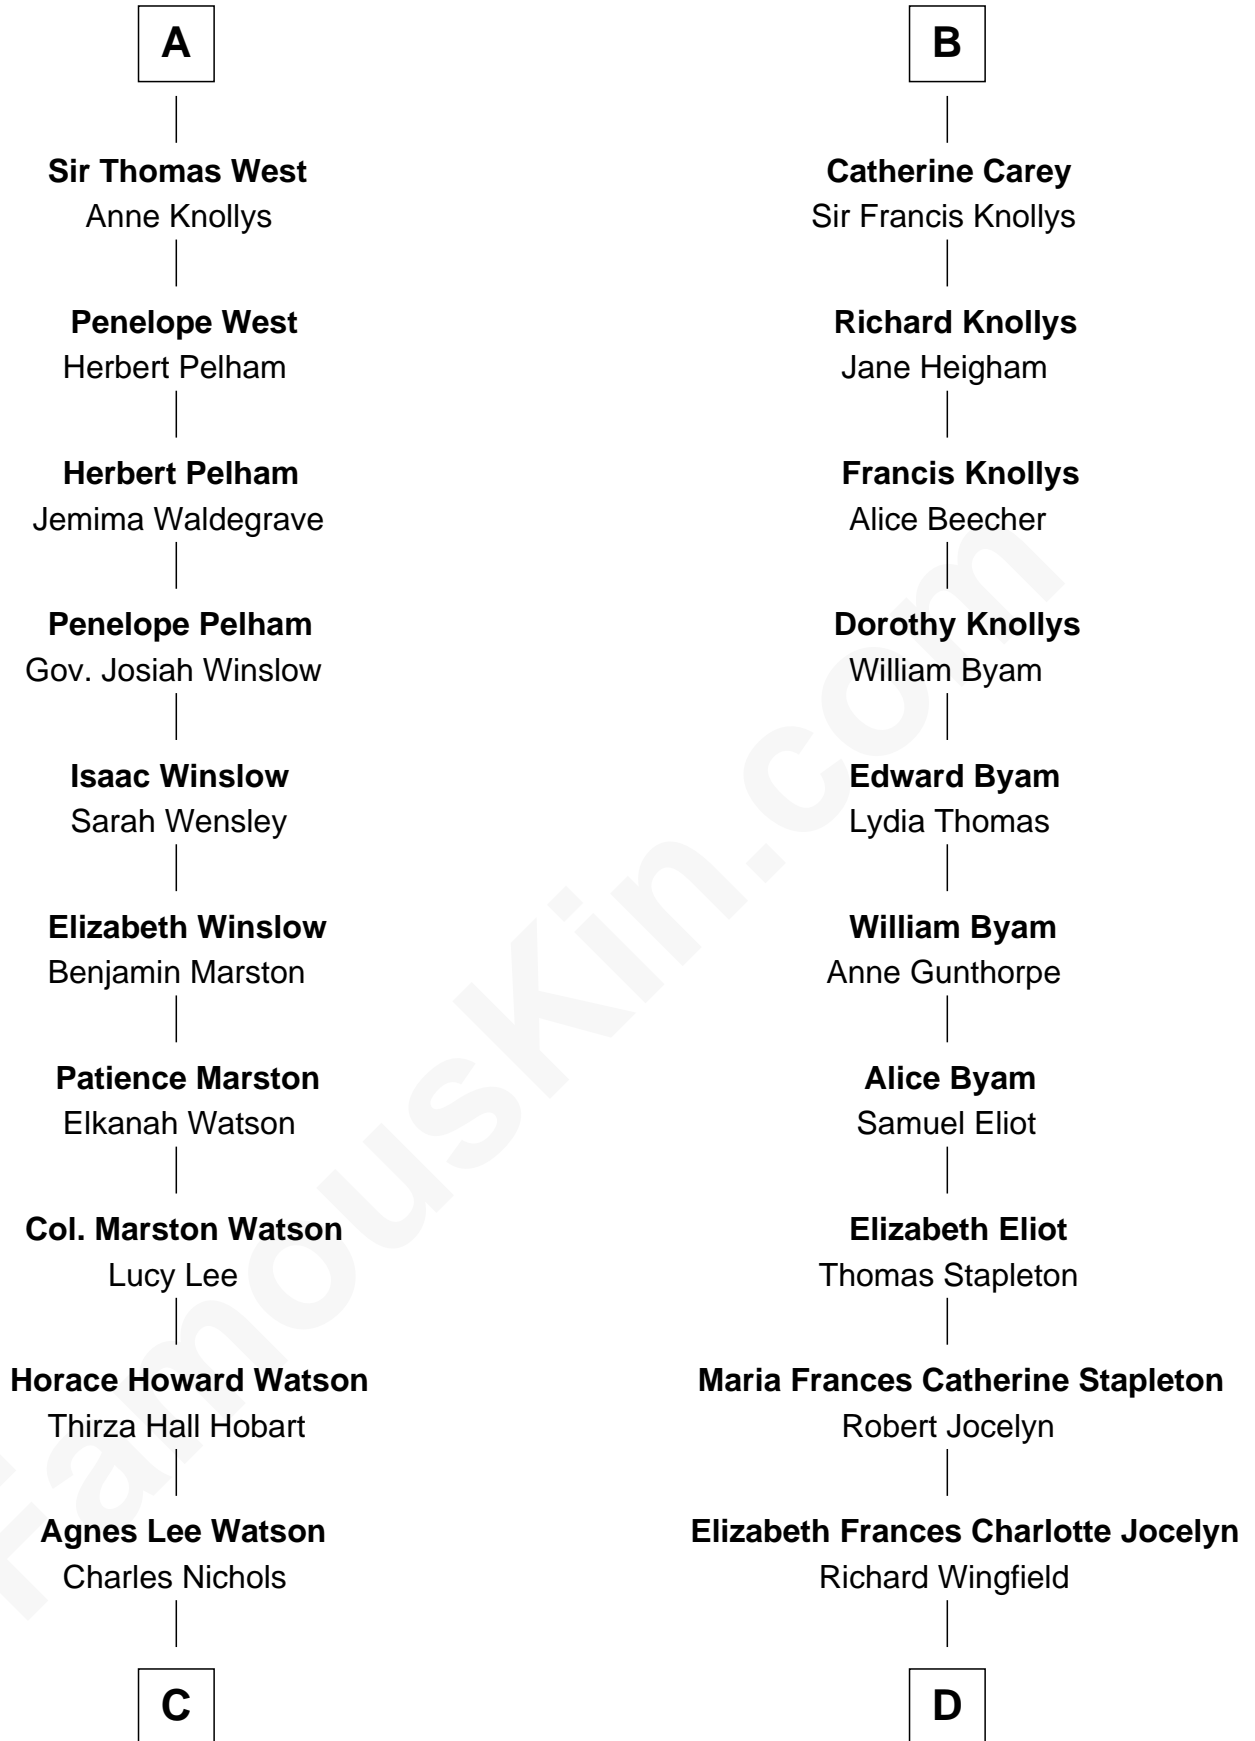 A
Sir Thomas West
Anne Knollys
Penelope West
Herbert Pelham
Herbert Pelham
Jemima Waldegrave
Penelope Pelham
Gov. Josiah Winslow
Isaac Winslow
Sarah Wensley
Elizabeth Winslow
Benjamin Marston
Patience Marston
Elkanah Watson
Col. Marston Watson
Lucy Lee
Horace Howard Watson
Thirza Hall Hobart
Agnes Lee Watson
Charles Nichols
C
B
Catherine Carey
Sir Francis Knollys
Richard Knollys
Jane Heigham
Francis Knollys
Alice Beecher
Dorothy Knollys
William Byam
Edward Byam
Lydia Thomas
William Byam
Anne Gunthorpe
Alice Byam
Samuel Eliot
Elizabeth Eliot
Thomas Stapleton
Maria Frances Catherine Stapleton
Robert Jocelyn
Elizabeth Frances Charlotte Jocelyn
Richard Wingfield
D
FamousKin.com